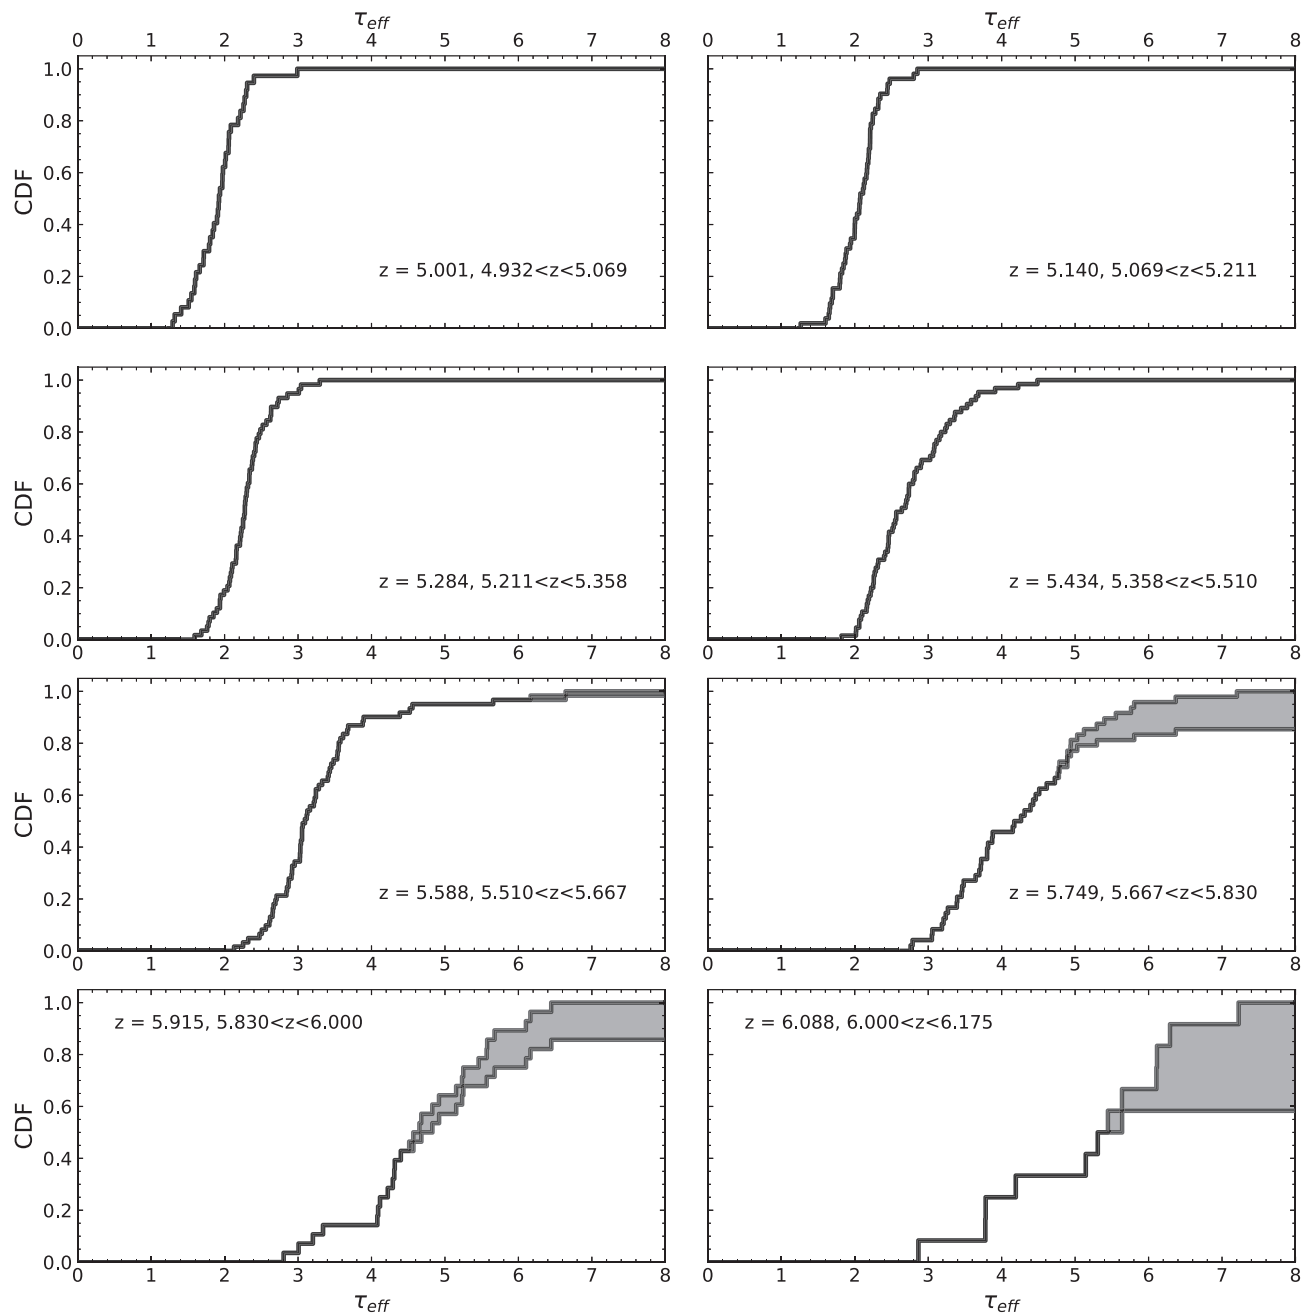 τeff
τeff
0 1 2 3 4 5 6 7 8
0 1 2 3 4 5 6 7 8
1.0
0.8
0.6
0.4
0.2
0.0
CDF
z = 5.001, 4.932<z<5.069
z = 5.140, 5.069<z<5.211
1.0
0.8
0.6
0.4
0.2
0.0
CDF
z = 5.284, 5.211<z<5.358
z = 5.434, 5.358<z<5.510
0 1 2 3 4 5 6 7 8
0 1 2 3 4 5 6 7 8
1.0
0.8
0.6
0.4
0.2
0.0
CDF
z = 5.588, 5.510<z<5.667
z = 5.749, 5.667<z<5.830
0 1 2 3 4 5 6 7 8
0 1 2 3 4 5 6 7 8
1.0
0.8
0.6
0.4
0.2
0.0
CDF
z = 5.915, 5.830<z<6.000
z = 6.088, 6.000<z<6.175
0 1 2 3 4 5 6 7 8
0 1 2 3 4 5 6 7 8
τeff
τeff